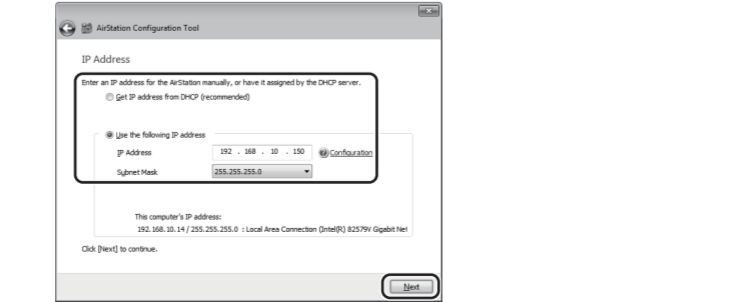 AirStation Configuration Tool
IP Address
Enter an IP address for the AirStation manually, or have it assigned by the DHCP server.
Get IP address from DHCP (recommended)
Use the following IP address
IP Address 192 . 168 . 10 . 150 Configuration
Subnet Mask 255.255.255.0
This computer's IP address:
192.168.10.14 / 255.255.255.0 : Local Area Connection (Intel(R) 82579V Gigabit Net
Click [Next] to continue.
Next